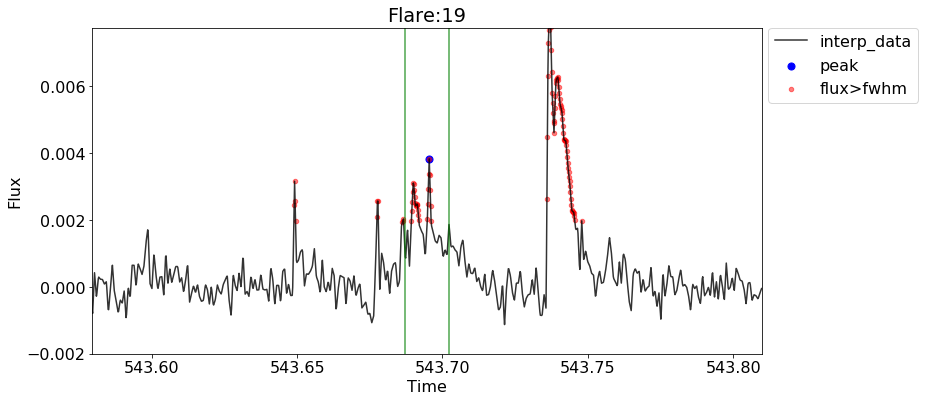 Flare:19
interp_data
peak
flux>fwhm
Flux
0.006
0.004
0.002
0.000
−0.002
543.60
543.65
543.70
543.75
543.80
Time